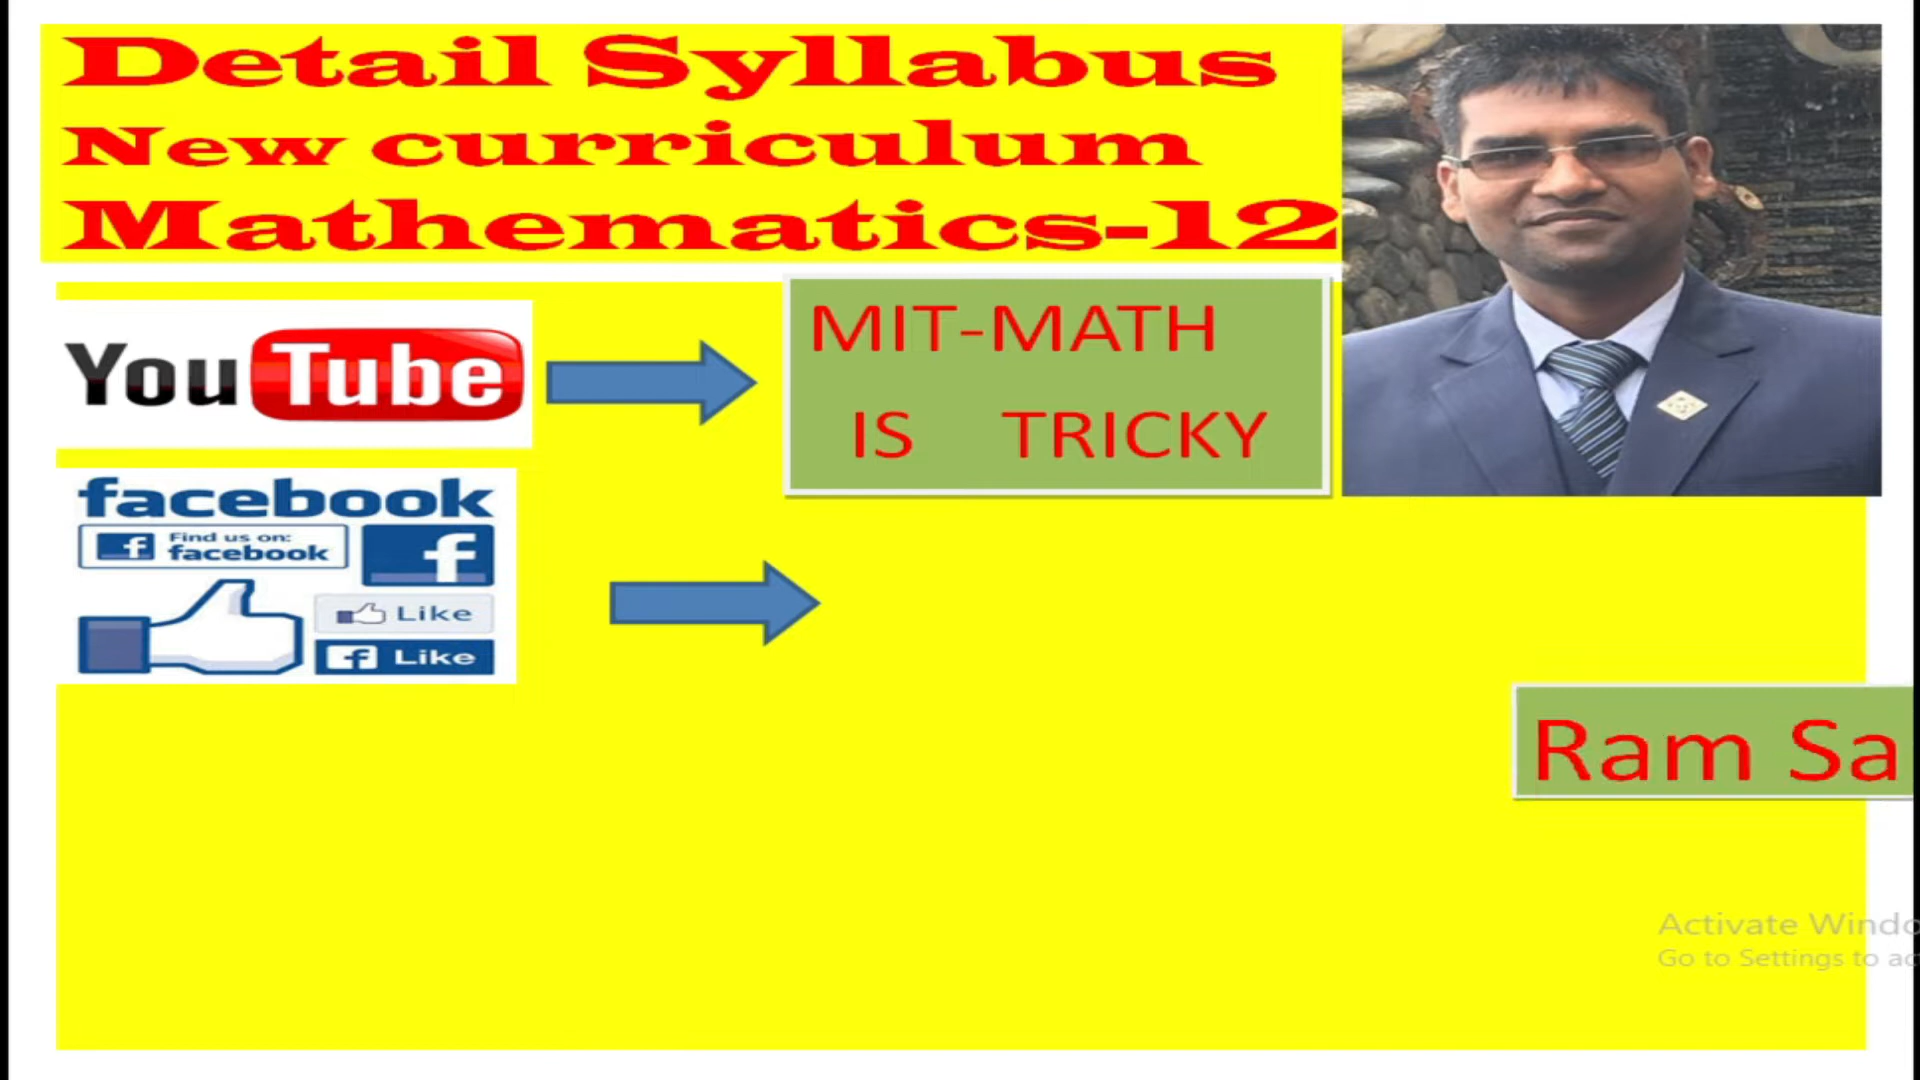 Detail Syllabus
New curriculum
Mathematics-12
YouTube
MIT-MATH
IS TRICKY
facebook
Find us on:
facebook
f
Like
f Like
Ram Sa
Activate Windo
Go to Settings to ac